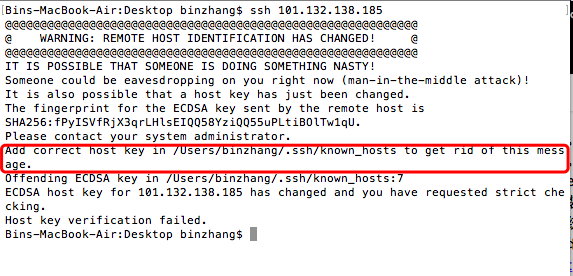 Bins-MacBook-Air:Desktop binzhang$ ssh 101.132.138.185
@@@@@@@@@@@@@@@@@@@@@@@@@@@@@@@@@@@@@@@@@@@@@@@@@@@@@@@@@@@
@    WARNING: REMOTE HOST IDENTIFICATION HAS CHANGED!     @
@@@@@@@@@@@@@@@@@@@@@@@@@@@@@@@@@@@@@@@@@@@@@@@@@@@@@@@@@@@
IT IS POSSIBLE THAT SOMEONE IS DOING SOMETHING NASTY!
Someone could be eavesdropping on you right now (man-in-the-middle attack)!
It is also possible that a host key has just been changed.
The fingerprint for the ECDSA key sent by the remote host is
SHA256:fPyISVfRjX3qrLHlsEIQQ58YziQQ55uPLtiBOlTw1qU.
Please contact your system administrator.
Add correct host key in /Users/binzhang/.ssh/known_hosts to get rid of this mess
age.
Offending ECDSA key in /Users/binzhang/.ssh/known_hosts:7
ECDSA host key for 101.132.138.185 has changed and you have requested strict che
cking.
Host key verification failed.
Bins-MacBook-Air:Desktop binzhang$